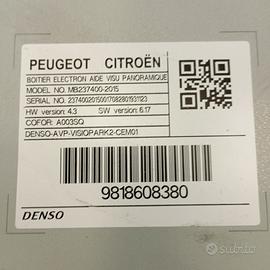 PEUGEOT CITROËN
BOITIER ELECTRON AIDE VISU PANORAMIQUE
MODEL No. MB237400-2015
SERIAL NO. 23740020150017082801931123
HW version: 4.3 SW version: 6.17
COFOR: A003SQ
DENSO-AVP-VISIOPARK2-CEM01
9818608380
DENSO
subito